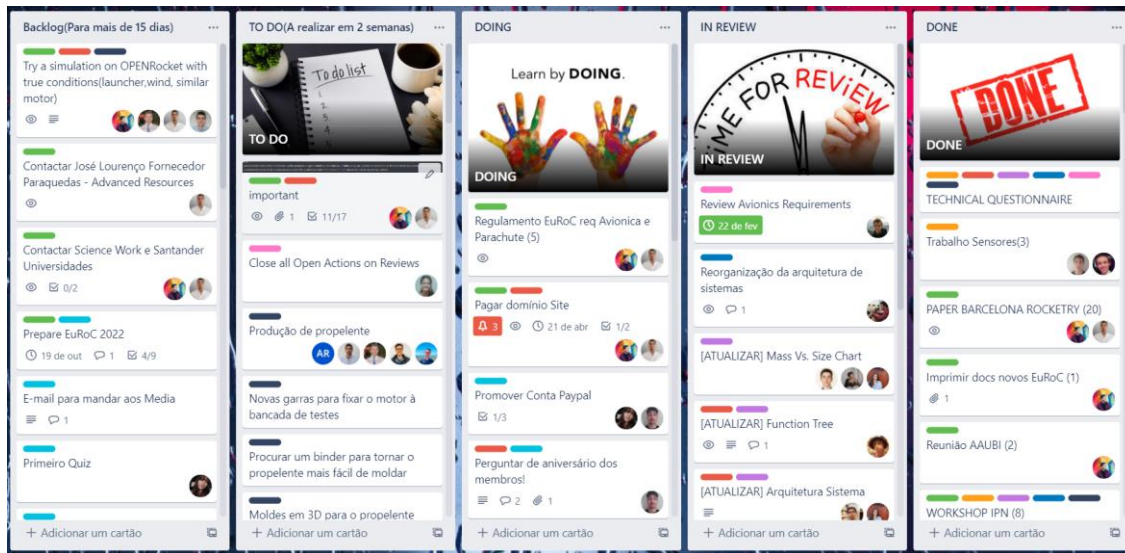 Backlog(Para mais de 15 dias)
Try a simulation on OPENRocket with
true conditions(launcher,wind, similar
motor)
Contactar José Lourenço Fornecedor
Paraquedas - Advanced Resources
Contactar Science Work e Santander
Universidades
0/2
Prepare EuRoC 2022
19 de out 1 4/9
E-mail para mandar aos Media
1
Primeiro Quiz
+ Adicionar um cartão
TO DO(A realizar em 2 semanas)
To do list
1
2
3
4
5
TO DO
important
1 11/17
Close all Open Actions on Reviews
Produção de propelente
AR
Novas garras para fixar o motor à
bancada de testes
Procurar um binder para tornar o
propelente mais fácil de moldar
Moldes em 3D para o propelente
+ Adicionar um cartão
DOING
Learn by DOING.
DOING
Regulamento EuRoC req Avionica e
Parachute (5)
Pagar domínio Site
3 21 de abr 1/2
Promover Conta Paypal
1/3
Perguntar de aniversário dos
membros!
2 1
+ Adicionar um cartão
IN REVIEW
TIME FOR REViEW
IN REVIEW
Review Avionics Requirements
22 de fev
Reorganização da arquitetura de
sistemas
1
[ATUALIZAR] Mass Vs. Size Chart
[ATUALIZAR] Function Tree
1
[ATUALIZAR] Arquitetura Sistema
+ Adicionar um cartão
DONE
DONE
DONE
TECHNICAL QUESTIONNAIRE
Trabalho Sensores(3)
PAPER BARCELONA ROCKETRY (20)
Imprimir docs novos EuRoC (1)
1
Reunião AAUBI (2)
WORKSHOP IPN (8)
+ Adicionar um cartão